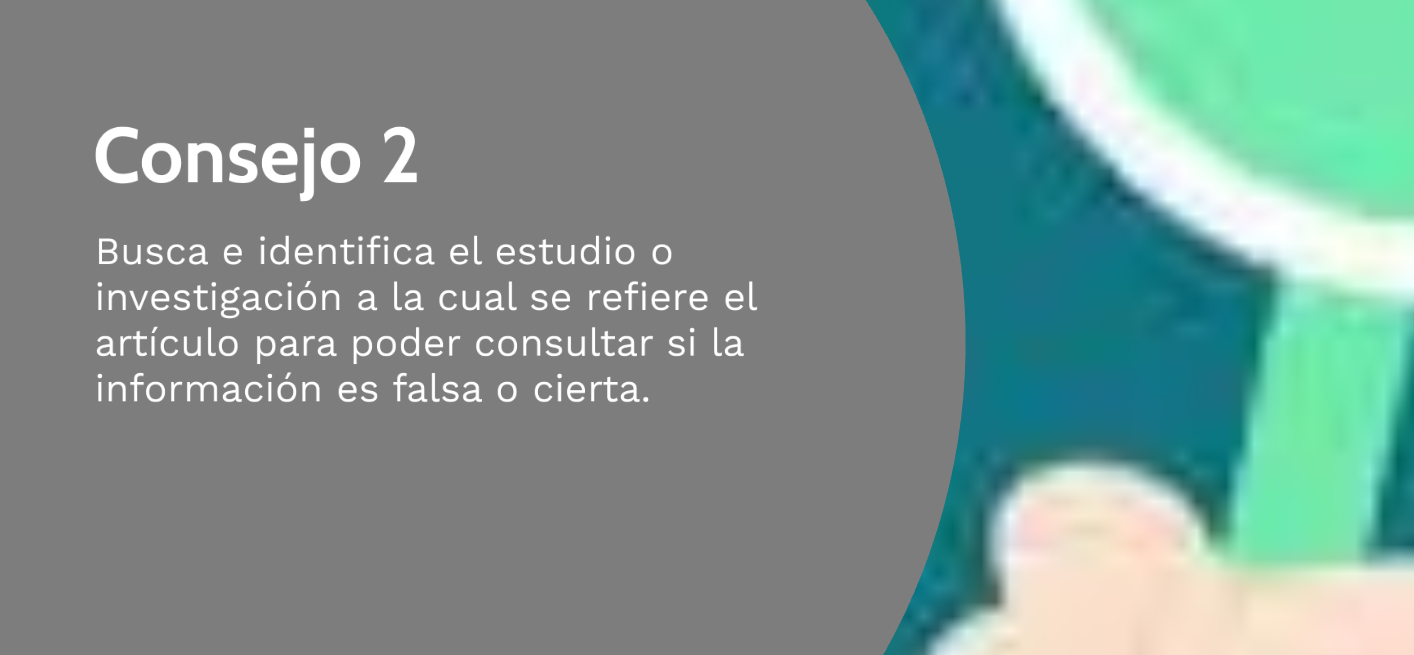 Consejo 2
Busca e identifica el estudio o
investigación a la cual se refiere el
artículo para poder consultar si la
información es falsa o cierta.